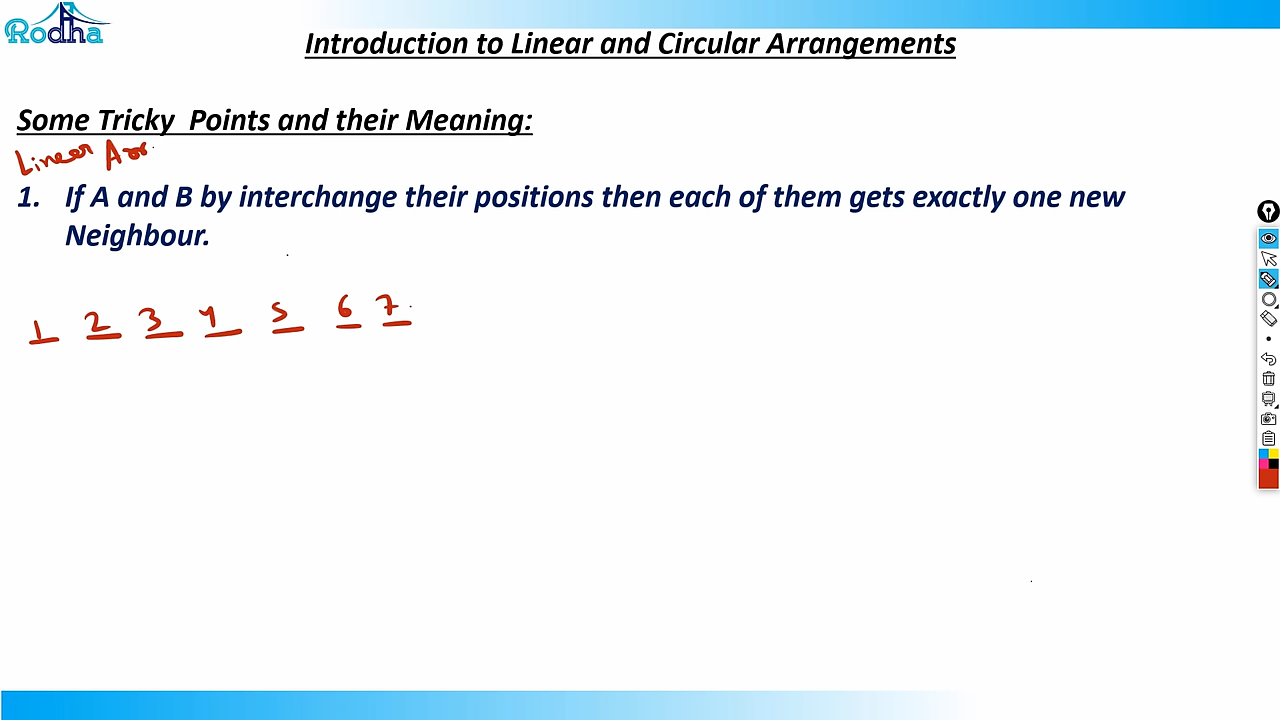 Rodha
Introduction to Linear and Circular Arrangements
Some Tricky Points and their Meaning:
Linear Arr.
1. If A and B by interchange their positions then each of them gets exactly one new
Neighbour.
1 2 3 4 5 6 7